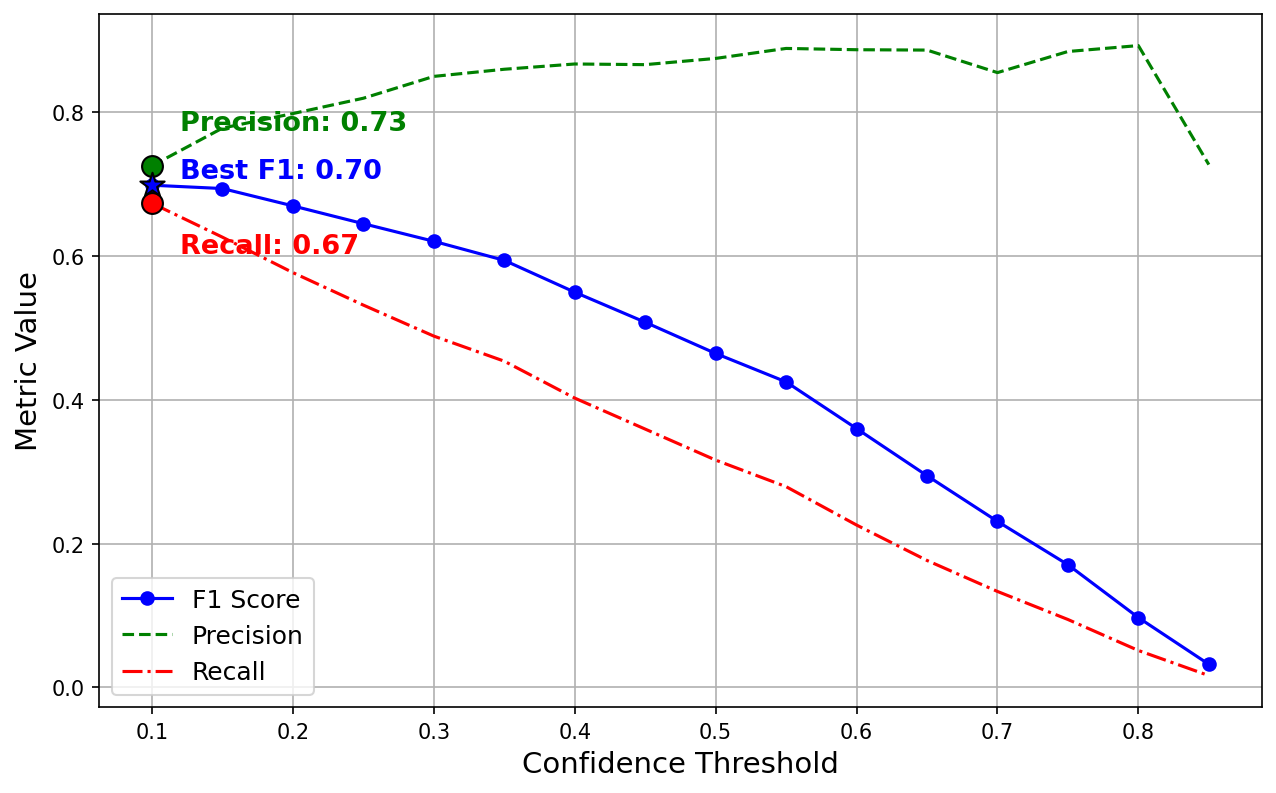 Precision: 0.73
Best F1: 0.70
Recall: 0.67
Metric Value
0.8
0.6
0.4
0.2
0.0
F1 Score
Precision
Recall
0.1 0.2 0.3 0.4 0.5 0.6 0.7 0.8
Confidence Threshold